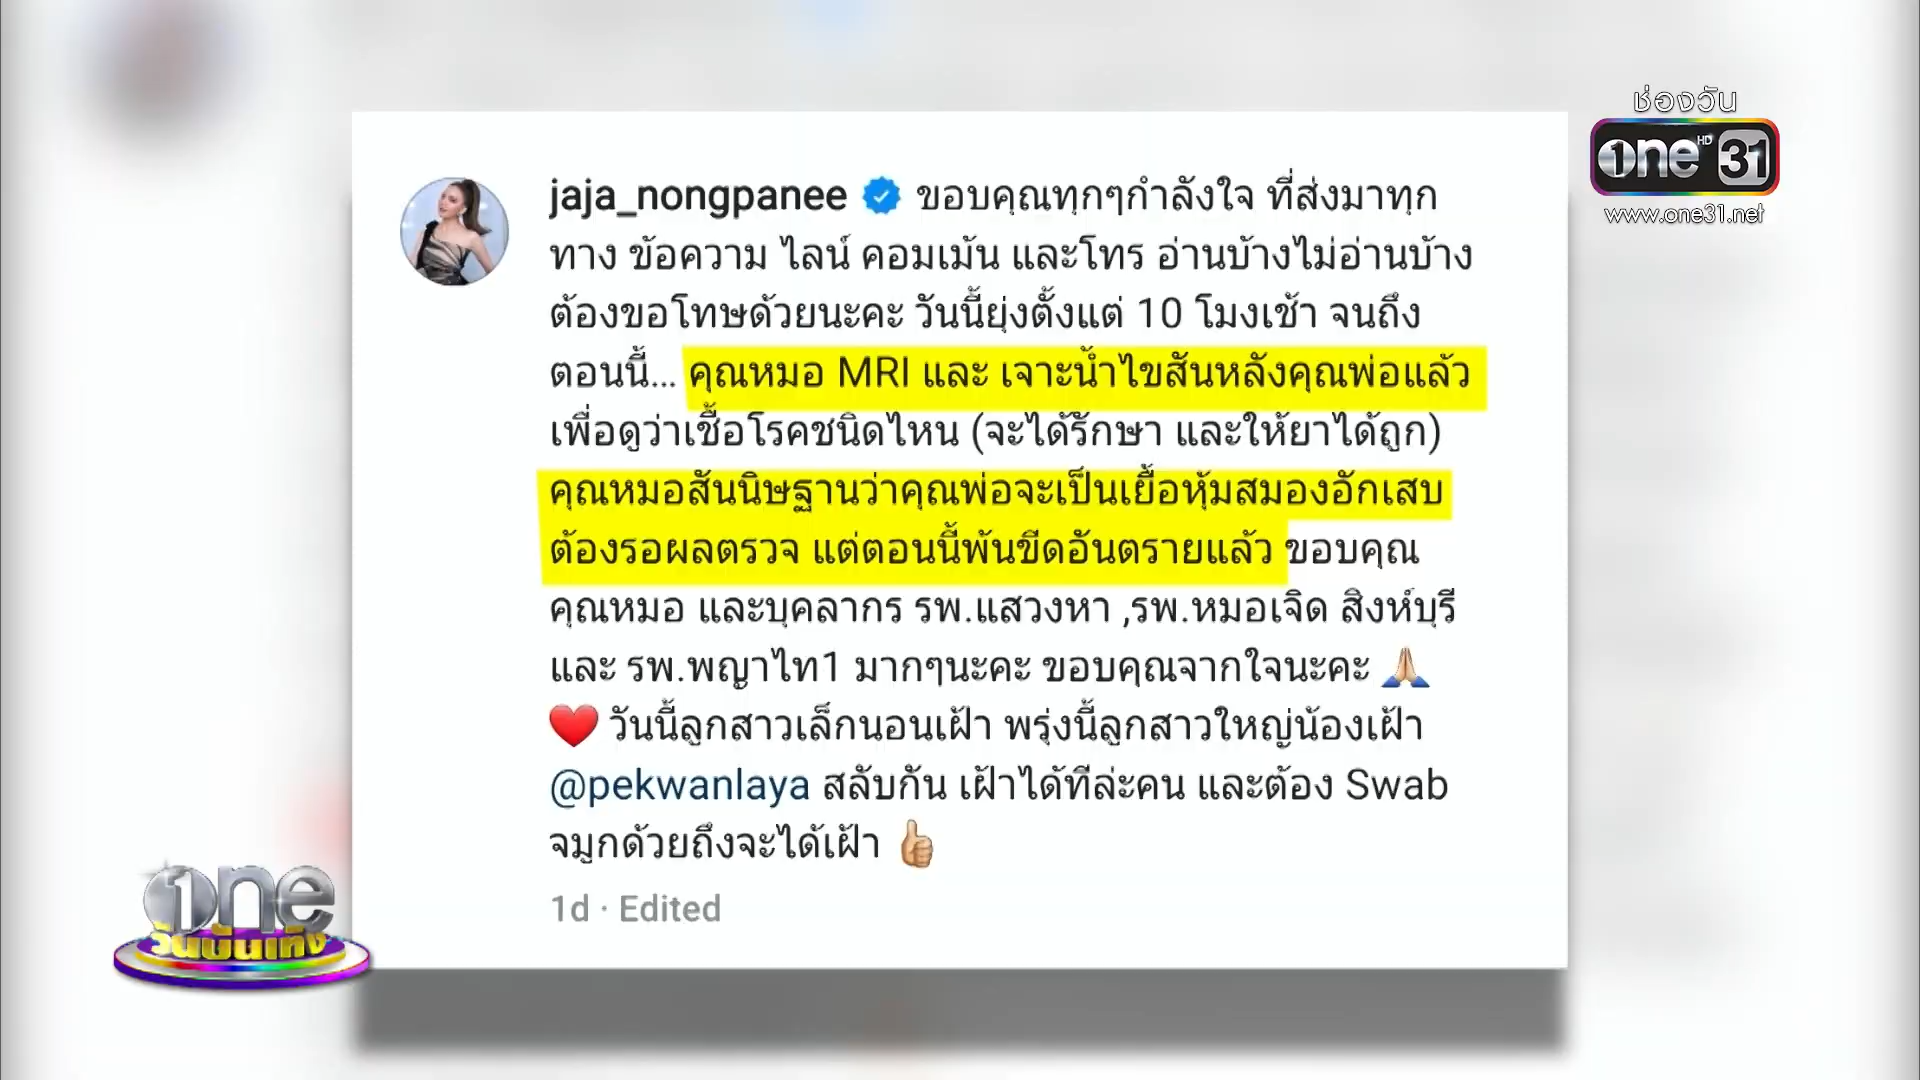 ช่องวัน
one HD 31
www.one31.net
jaja_nongpanee ขอบคุณทุกๆกำลังใจ ที่ส่งมาทุก
ทาง ข้อความ ไลน์ คอมเม้น และโทร อ่านบ้างไม่อ่านบ้าง
ต้องขอโทษด้วยนะคะ วันนี้ยุ่งตั้งแต่ 10 โมงเช้า จนถึง
ตอนนี้... คุณหมอ MRI และ เจาะน้ำไขสันหลังคุณพ่อแล้ว
เพื่อดูว่าเชื้อโรคชนิดไหน (จะได้รักษา และให้ยาได้ถูก)
คุณหมอสันนิษฐานว่าคุณพ่อจะเป็นเยื้อหุ้มสมองอักเสบ
ต้องรอผลตรวจ แต่ตอนนี้พ้นขีดอันตรายแล้ว ขอบคุณ
คุณหมอ และบุคลากร รพ.แสวงหา ,รพ.หมอเจิด สิงห์บุรี
และ รพ.พญาไท1 มากๆนะคะ ขอบคุณจากใจนะคะ 🙏🏻
❤️ วันนี้ลูกสาวเล็กนอนเฝ้า พรุ่งนี้ลูกสาวใหญ่น้องเฝ้า
@pekwanlaya สลับกัน เฝ้าได้ทีล่ะคน และต้อง Swab
จมูกด้วยถึงจะได้เฝ้า 👍🏼
1d · Edited
one
วันบันเทิง